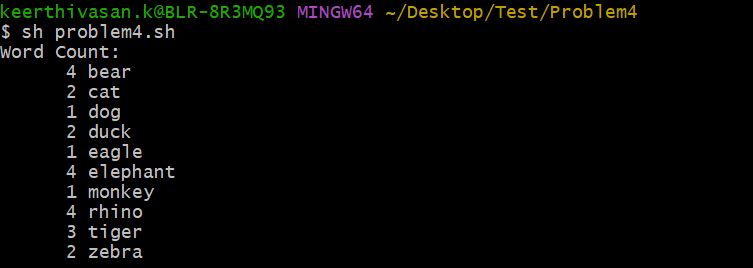 keerthivasan.k@BLR-8R3MQ93 MINGW64 ~/Desktop/Test/Problem4
$ sh problem4.sh
Word Count:
      4 bear
      2 cat
      1 dog
      2 duck
      1 eagle
      4 elephant
      1 monkey
      4 rhino
      3 tiger
      2 zebra